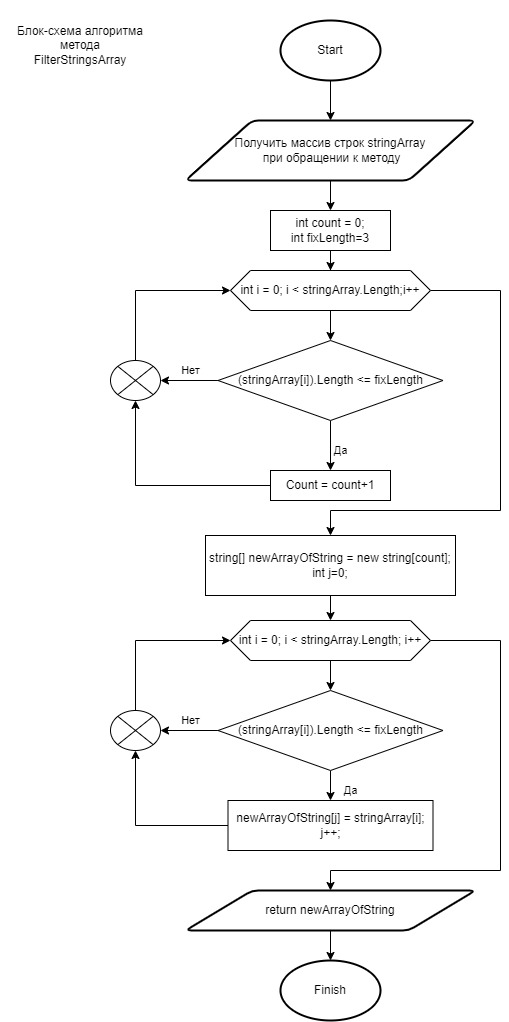 Блок-схема алгоритма
метода
FilterStringsArray
Start
Получить массив строк stringArray
при обращении к методу
int count = 0;
int fixLength=3
int i = 0; i < stringArray.Length;i++
Нет
(stringArray[i]).Length <= fixLength
Да
Count = count+1
string[] newArrayOfString = new string[count];
int j=0;
int i = 0; i < stringArray.Length; i++
Нет
(stringArray[i]).Length <= fixLength
Да
newArrayOfString[j] = stringArray[i];
j++;
return newArrayOfString
Finish